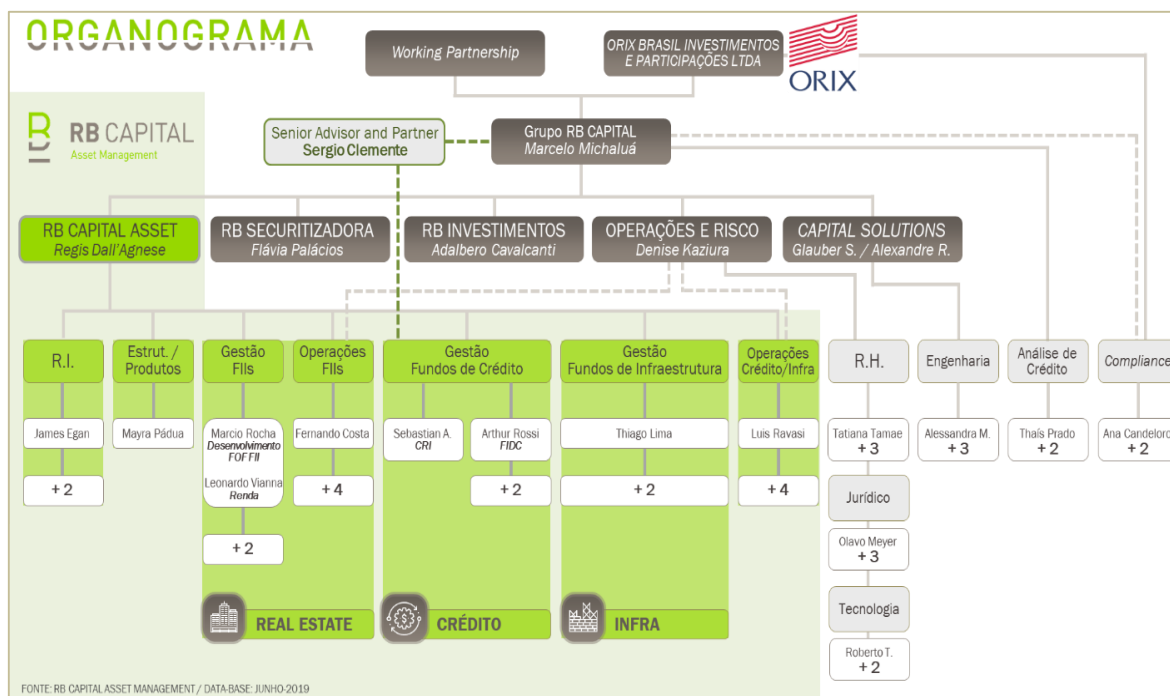 ORGANOGRAMA
Working Partnership
ORIX BRASIL INVESTIMENTOS
E PARTICIPAÇÕES LTDA
ORIX
RB CAPITAL
Asset Management
Senior Advisor and Partner
Sergio Clemente
Grupo RB CAPITAL
Marcelo Michaluá
RB CAPITAL ASSET
Regis Dall'Agnese
RB SECURITIZADORA
Flávia Palácios
RB INVESTIMENTOS
Adalbero Cavalcanti
OPERAÇÕES E RISCO
Denise Kaziura
CAPITAL SOLUTIONS
Glauber S. / Alexandre R.
R.I.
James Egan
+ 2
Estrut. /
Produtos
Mayra Pádua
Gestão
FIIs
Marcio Rocha
Desenvolvimento
FOF FII
Leonardo Vianna
Renda
+ 2
Operações
FIIs
Fernando Costa
+ 4
Gestão
Fundos de Crédito
Sebastian A.
CRI
Arthur Rossi
FIDC
+ 2
Gestão
Fundos de Infraestrutura
Thiago Lima
+ 2
Operações
Crédito/Infra
Luis Ravasi
+ 4
R.H.
Tatiana Tamae
+ 3
Jurídico
Olavo Meyer
+ 3
Tecnologia
Roberto T.
+ 2
Engenharia
Alessandra M.
+ 3
Análise de
Crédito
Thaís Prado
+ 2
Compliance
Ana Candeloro
+ 2
REAL ESTATE
CRÉDITO
INFRA
FONTE: RB CAPITAL ASSET MANAGEMENT / DATA-BASE: JUNHO-2019